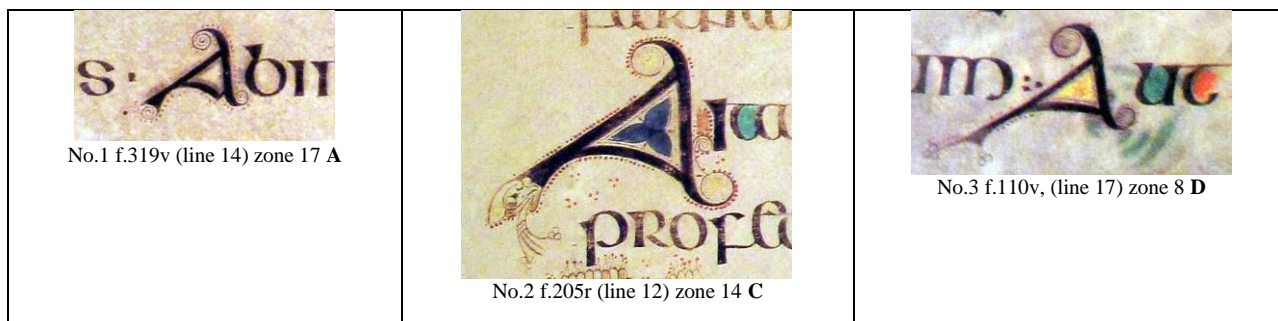 s · Abii
No.1 f.319v (line 14) zone 17 A
A
profe
No.2 f.205r (line 12) zone 14 C
um : Aut
No.3 f.110v, (line 17) zone 8 D